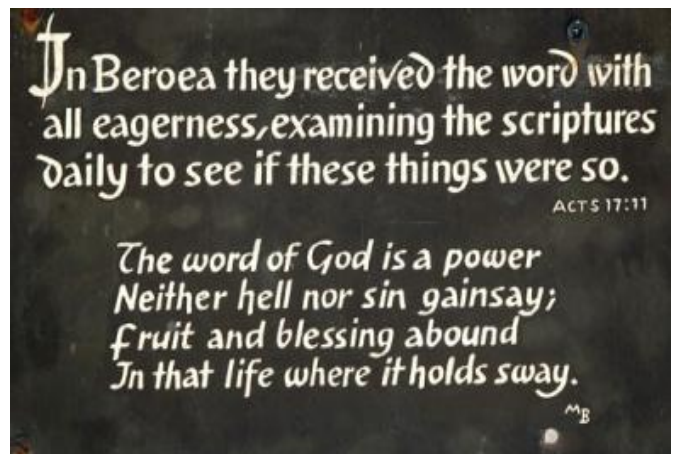 In Beroea they received the word with
all eagerness, examining the scriptures
daily to see if these things were so.
ACTS 17:11
The word of God is a power
Neither hell nor sin gainsay;
Fruit and blessing abound
In that life where it holds sway.
MB